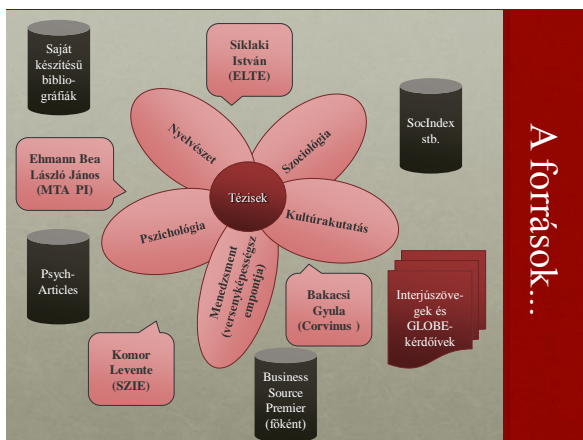 A források...
Saját
készítésű
biblio-
gráfiák
Síklaki
István
(ELTE)
SocIndex
stb.
Nyelvészet
Szociológia
Ehmann Bea
László János
(MTA PI)
Tézisek
Pszichológia
Kultúrakutatás
Menedzsment
(versenyképességsz
empontja)
Psych-
Articles
Bakacsi
Gyula
(Corvinus )
Interjúszöve-
gek és
GLOBE-
kérdőívek
Komor
Levente
(SZIE)
Business
Source
Premier
(főként)